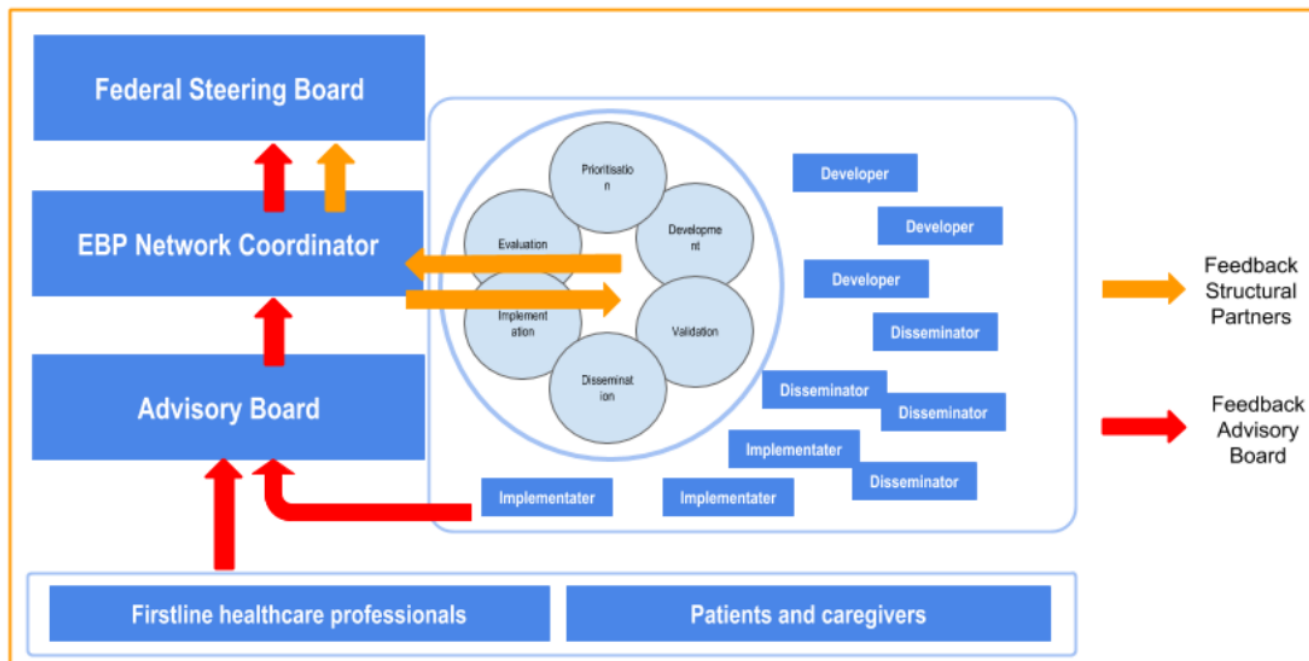 Federal Steering Board
EBP Network Coordinator
Advisory Board
Prioritisatio
n
Evaluation
Developme
nt
Implement
ation
Validation
Disseminat
ion
Developer
Developer
Developer
Disseminator
Disseminator
Disseminator
Implementater
Disseminator
Implementater
Implementater
Feedback
Structural
Partners
Feedback
Advisory
Board
Firstline healthcare professionals
Patients and caregivers